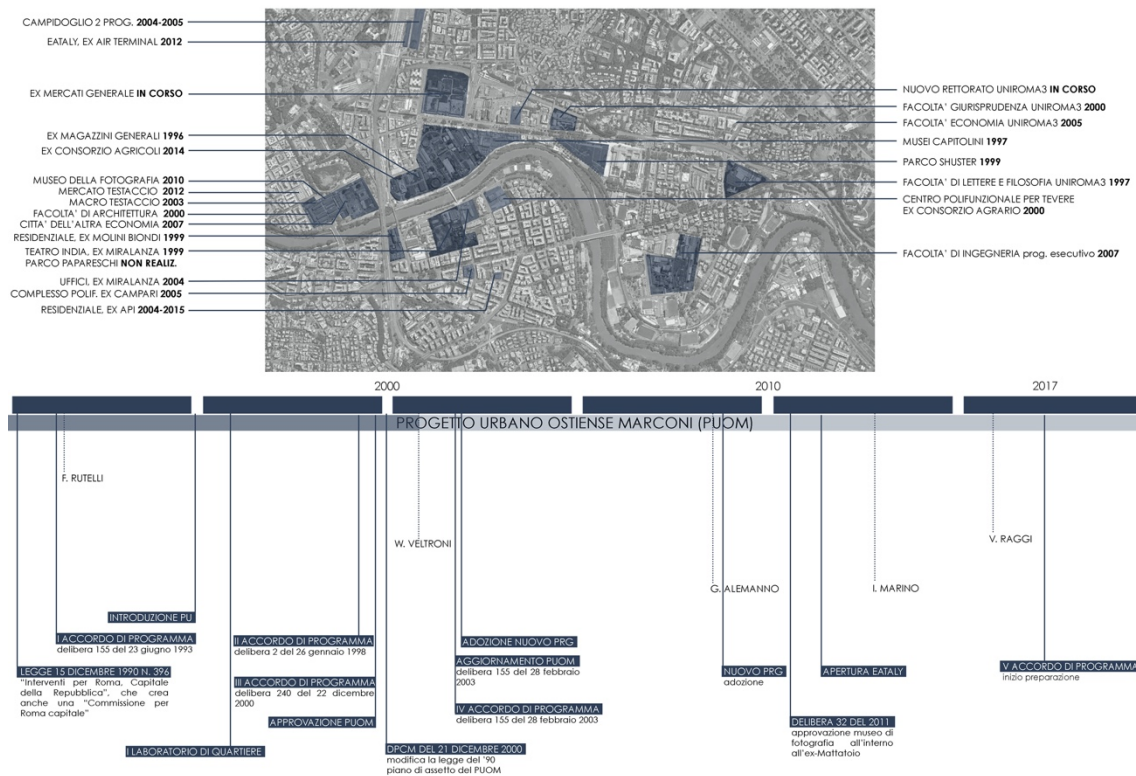 CAMPIDOGLIO 2 PROG. 2004-2005
EATALY, EX AIR TERMINAL 2012
EX MERCATI GENERALE IN CORSO
EX MAGAZZINI GENERALI 1996
EX CONSORZIO AGRICOLI 2014
MUSEO DELLA FOTOGRAFIA 2010
MERCATO TESTACCIO 2012
MACRO TESTACCIO 2003
FACOLTA' DI ARCHITETTURA 2000
CITTA' DELL'ALTRA ECONOMIA 2007
RESIDENZIALE, EX MOLINI BIONDI 1999
TEATRO INDIA, EX MIRALANZA 1999
PARCO PAPARESCHI NON REALIZ.
UFFICI, EX MIRALANZA 2004
COMPLESSO POLIF. EX CAMPARI 2005
RESIDENZIALE, EX API 2004-2015
NUOVO RETTORATO UNIROMA3 IN CORSO
FACOLTA' GIURISPRUDENZA UNIROMA3 2000
FACOLTA' ECONOMIA UNIROMA3 2005
MUSEI CAPITOLINI 1997
PARCO SHUSTER 1999
FACOLTA' DI LETTERE E FILOSOFIA UNIROMA3 1997
CENTRO POLIFUNZIONALE PER TEVERE
EX CONSORZIO AGRARIO 2000
FACOLTA' DI INGEGNERIA prog. esecutivo 2007
2000
2010
2017
PROGETTO URBANO OSTIENSE MARCONI (PUOM)
F. RUTELLI
W. VELTRONI
G. ALEMANNO
I. MARINO
V. RAGGI
INTRODUZIONE PU
I ACCORDO DI PROGRAMMA
delibera 155 del 23 giugno 1993
LEGGE 15 DICEMBRE 1990 N. 396
"Interventi per Roma, Capitale
della Repubblica", che crea
anche una "Commissione per
Roma capitale"
I LABORATORIO DI QUARTIERE
II ACCORDO DI PROGRAMMA
delibera 2 del 26 gennaio 1998
III ACCORDO DI PROGRAMMA
delibera 240 del 22 dicembre
2000
APPROVAZIONE PUOM
DPCM DEL 21 DICEMBRE 2000
modifica la legge del '90
piano di assetto del PUOM
ADOZIONE NUOVO PRG
AGGIORNAMENTO PUOM
delibera 155 del 28 febbraio
2003
IV ACCORDO DI PROGRAMMA
delibera 155 del 28 febbraio 2003
NUOVO PRG
adozione
APERTURA EATALY
DELIBERA 32 DEL 2011
approvazione museo di
fotografia all'interno
all'ex-Mattatoio
V ACCORDO DI PROGRAMMA
inizio preparazione